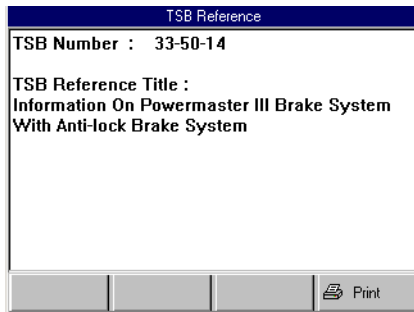 TSB Reference
TSB Number : 33-50-14
TSB Reference Title :
Information On Powermaster III Brake System
With Anti-lock Brake System
Print